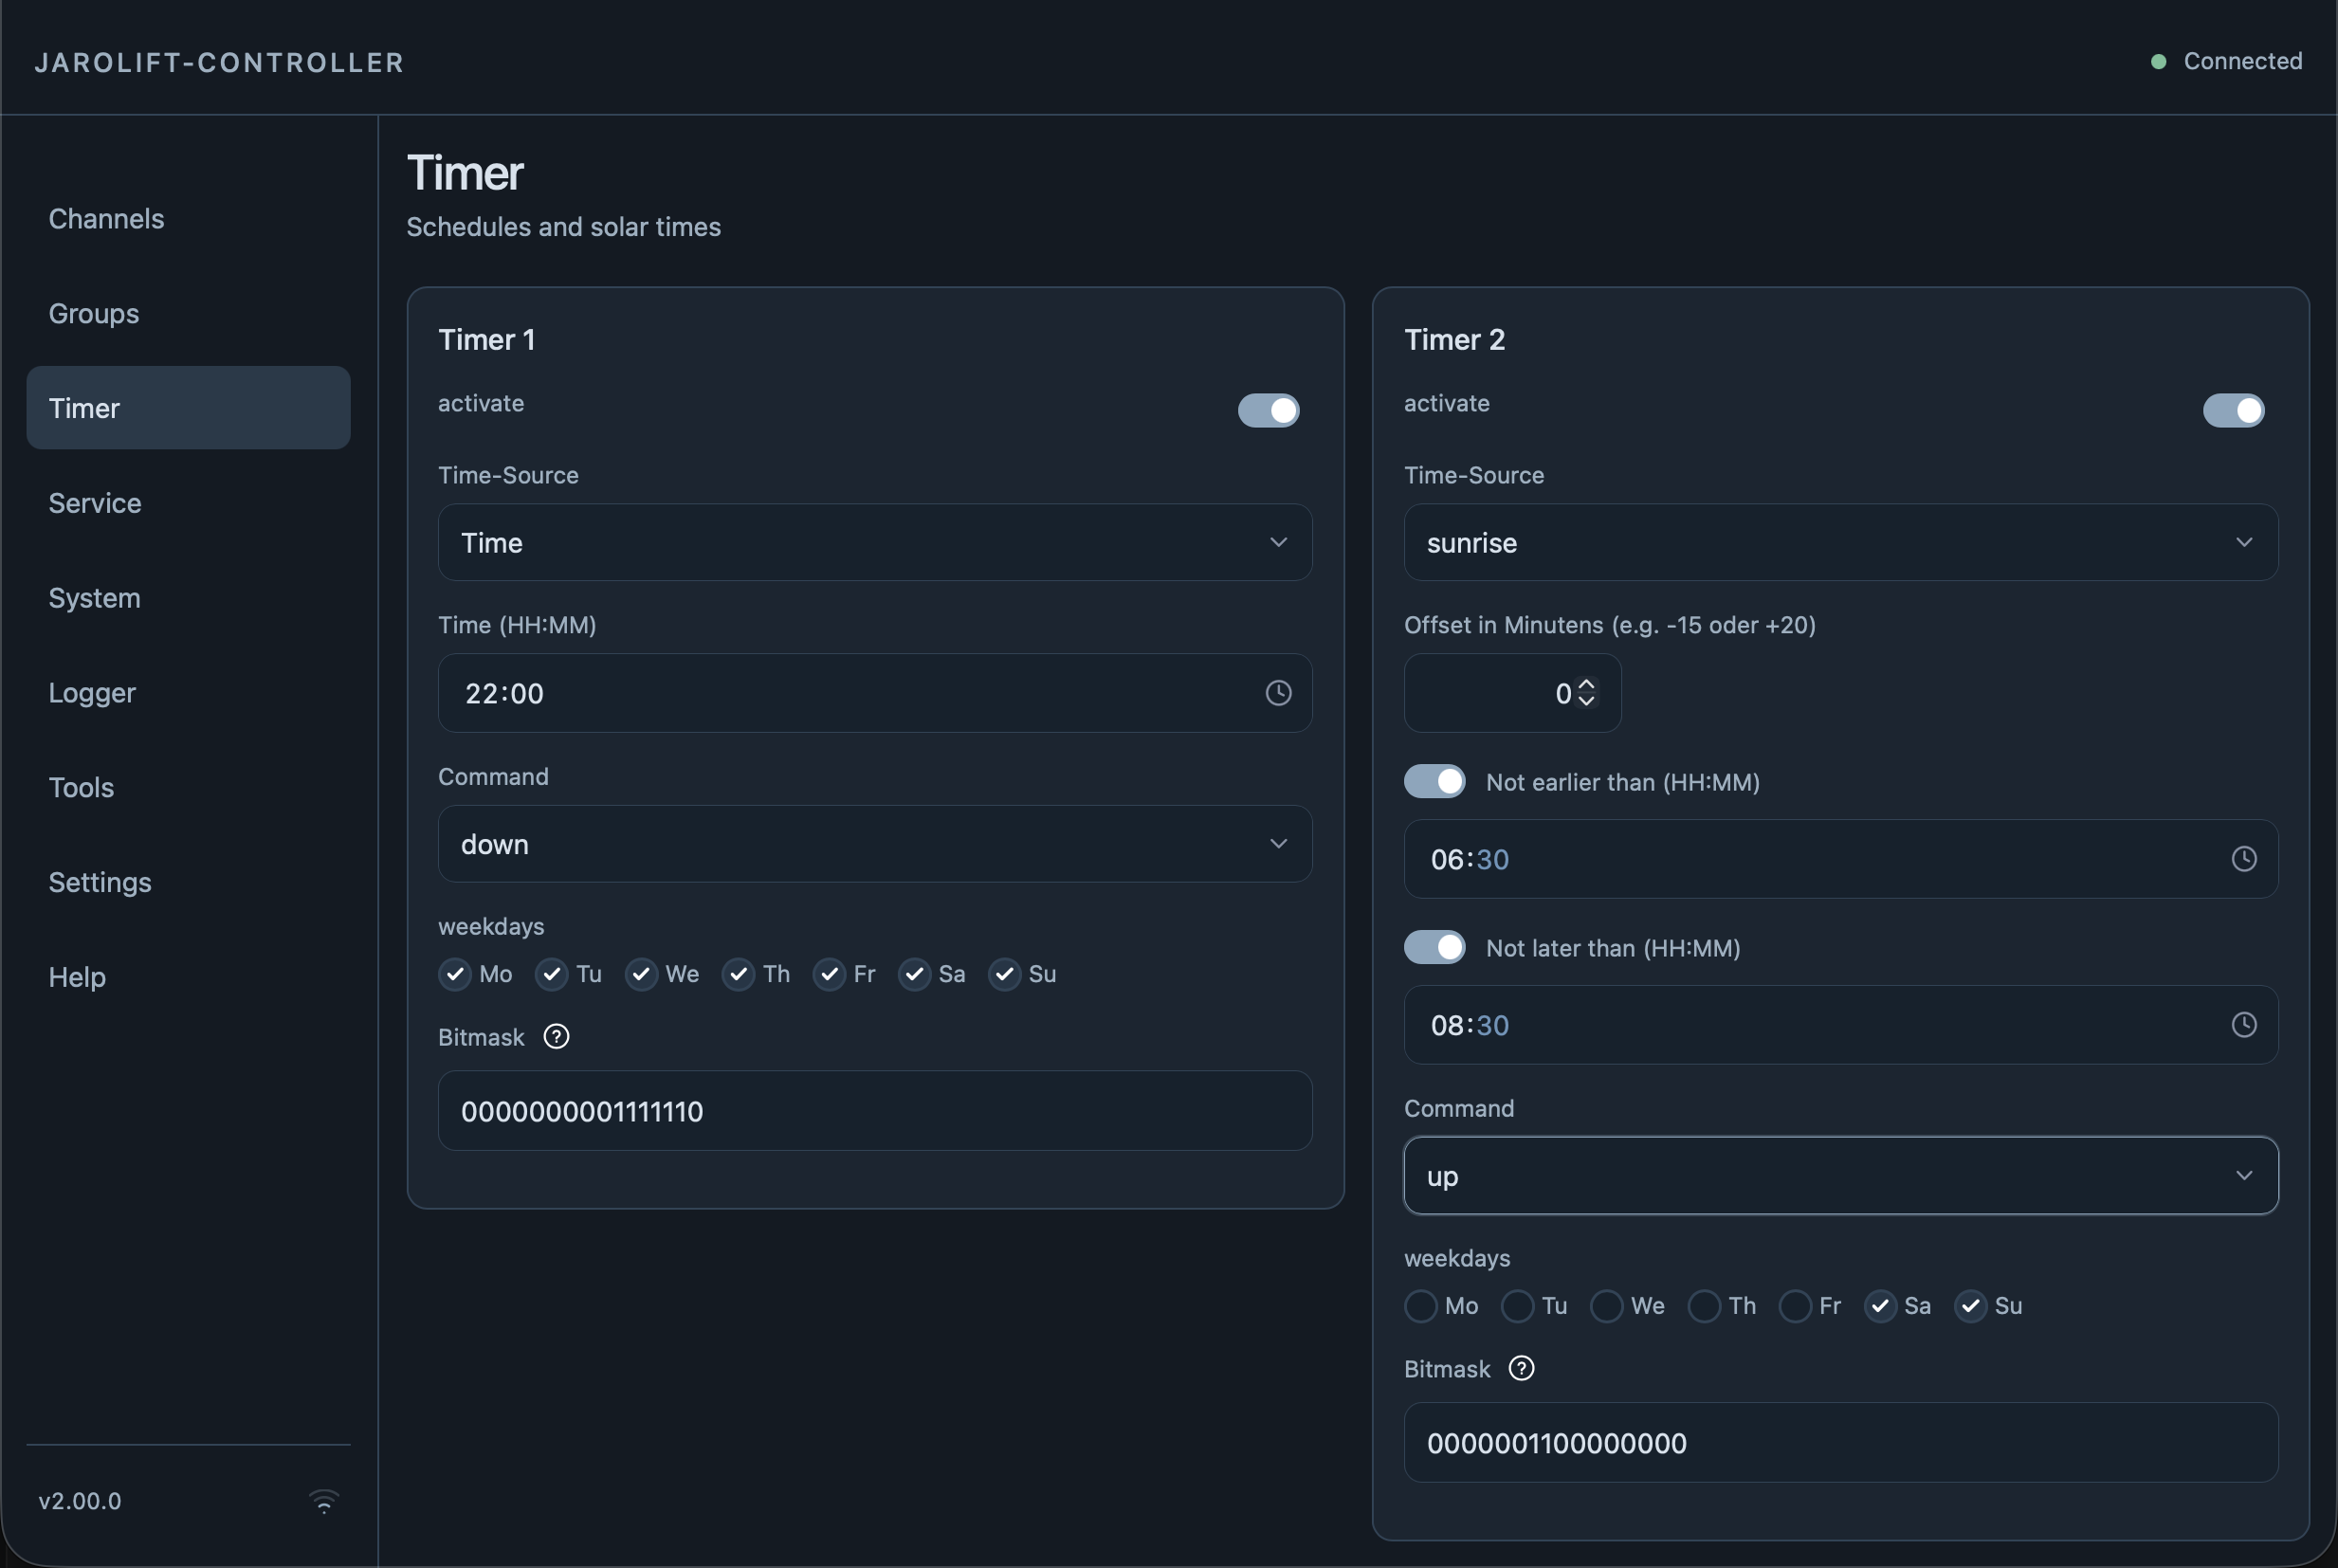 JAROLIFT-CONTROLLER
Connected
Channels
Groups
Timer
Service
System
Logger
Tools
Settings
Help
v2.00.0
Timer
Schedules and solar times
Timer 1
activate
Time-Source
Time
Time (HH:MM)
22:00
Command
down
weekdays
Mo Tu We Th Fr Sa Su
Bitmask ?
0000000001111110
Timer 2
activate
Time-Source
sunrise
Offset in Minutens (e.g. -15 oder +20)
0
Not earlier than (HH:MM)
06:30
Not later than (HH:MM)
08:30
Command
up
weekdays
Mo Tu We Th Fr Sa Su
Bitmask ?
0000001100000000